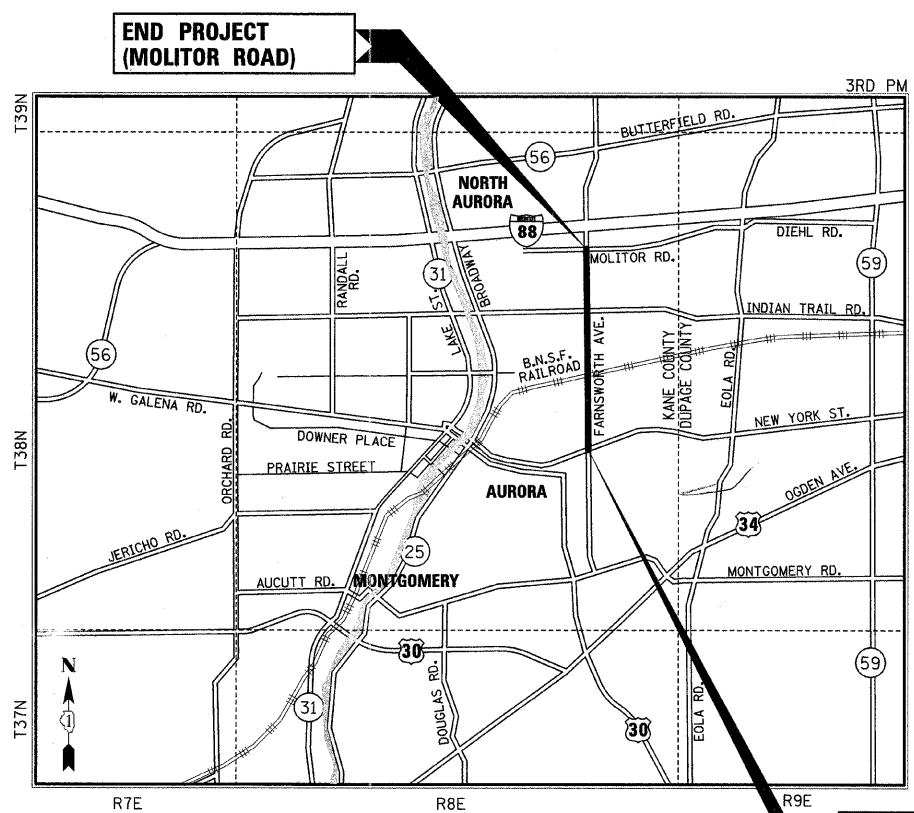 END PROJECT
(MOLITOR ROAD)
3RD PM
T39N
BUTTERFIELD RD.
56
NORTH
AURORA
88
DIEHL RD.
MOLITOR RD.
59
RANDALL
RD.
31
LAKE ST.
BROADWAY
INDIAN TRAIL RD.
56
B.N.S.F.
RAILROAD
FARNSWORTH AVE.
KANE COUNTY
DUPAGE COUNTY
EOLA RD.
W. GALENA RD.
NEW YORK ST.
T38N
DOWNER PLACE
ORCHARD RD.
PRAIRIE STREET
AURORA
OGDEN AVE.
34
JERICHO RD.
25
AUCUTT RD.
MONTGOMERY
MONTGOMERY RD.
30
59
N
DOUGLAS RD.
EOLA RD.
T37N
31
30
R7E
R8E
R9E